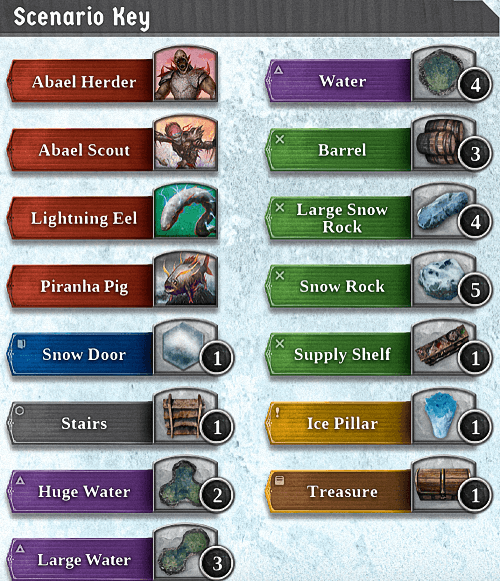 Scenario Key
Abael Herder
Abael Scout
Lightning Eel
Piranha Pig
Snow Door
1
Stairs
1
Huge Water
2
Large Water
3
Water
4
Barrel
3
Large Snow
Rock
4
Snow Rock
5
Supply Shelf
1
Ice Pillar
1
Treasure
1